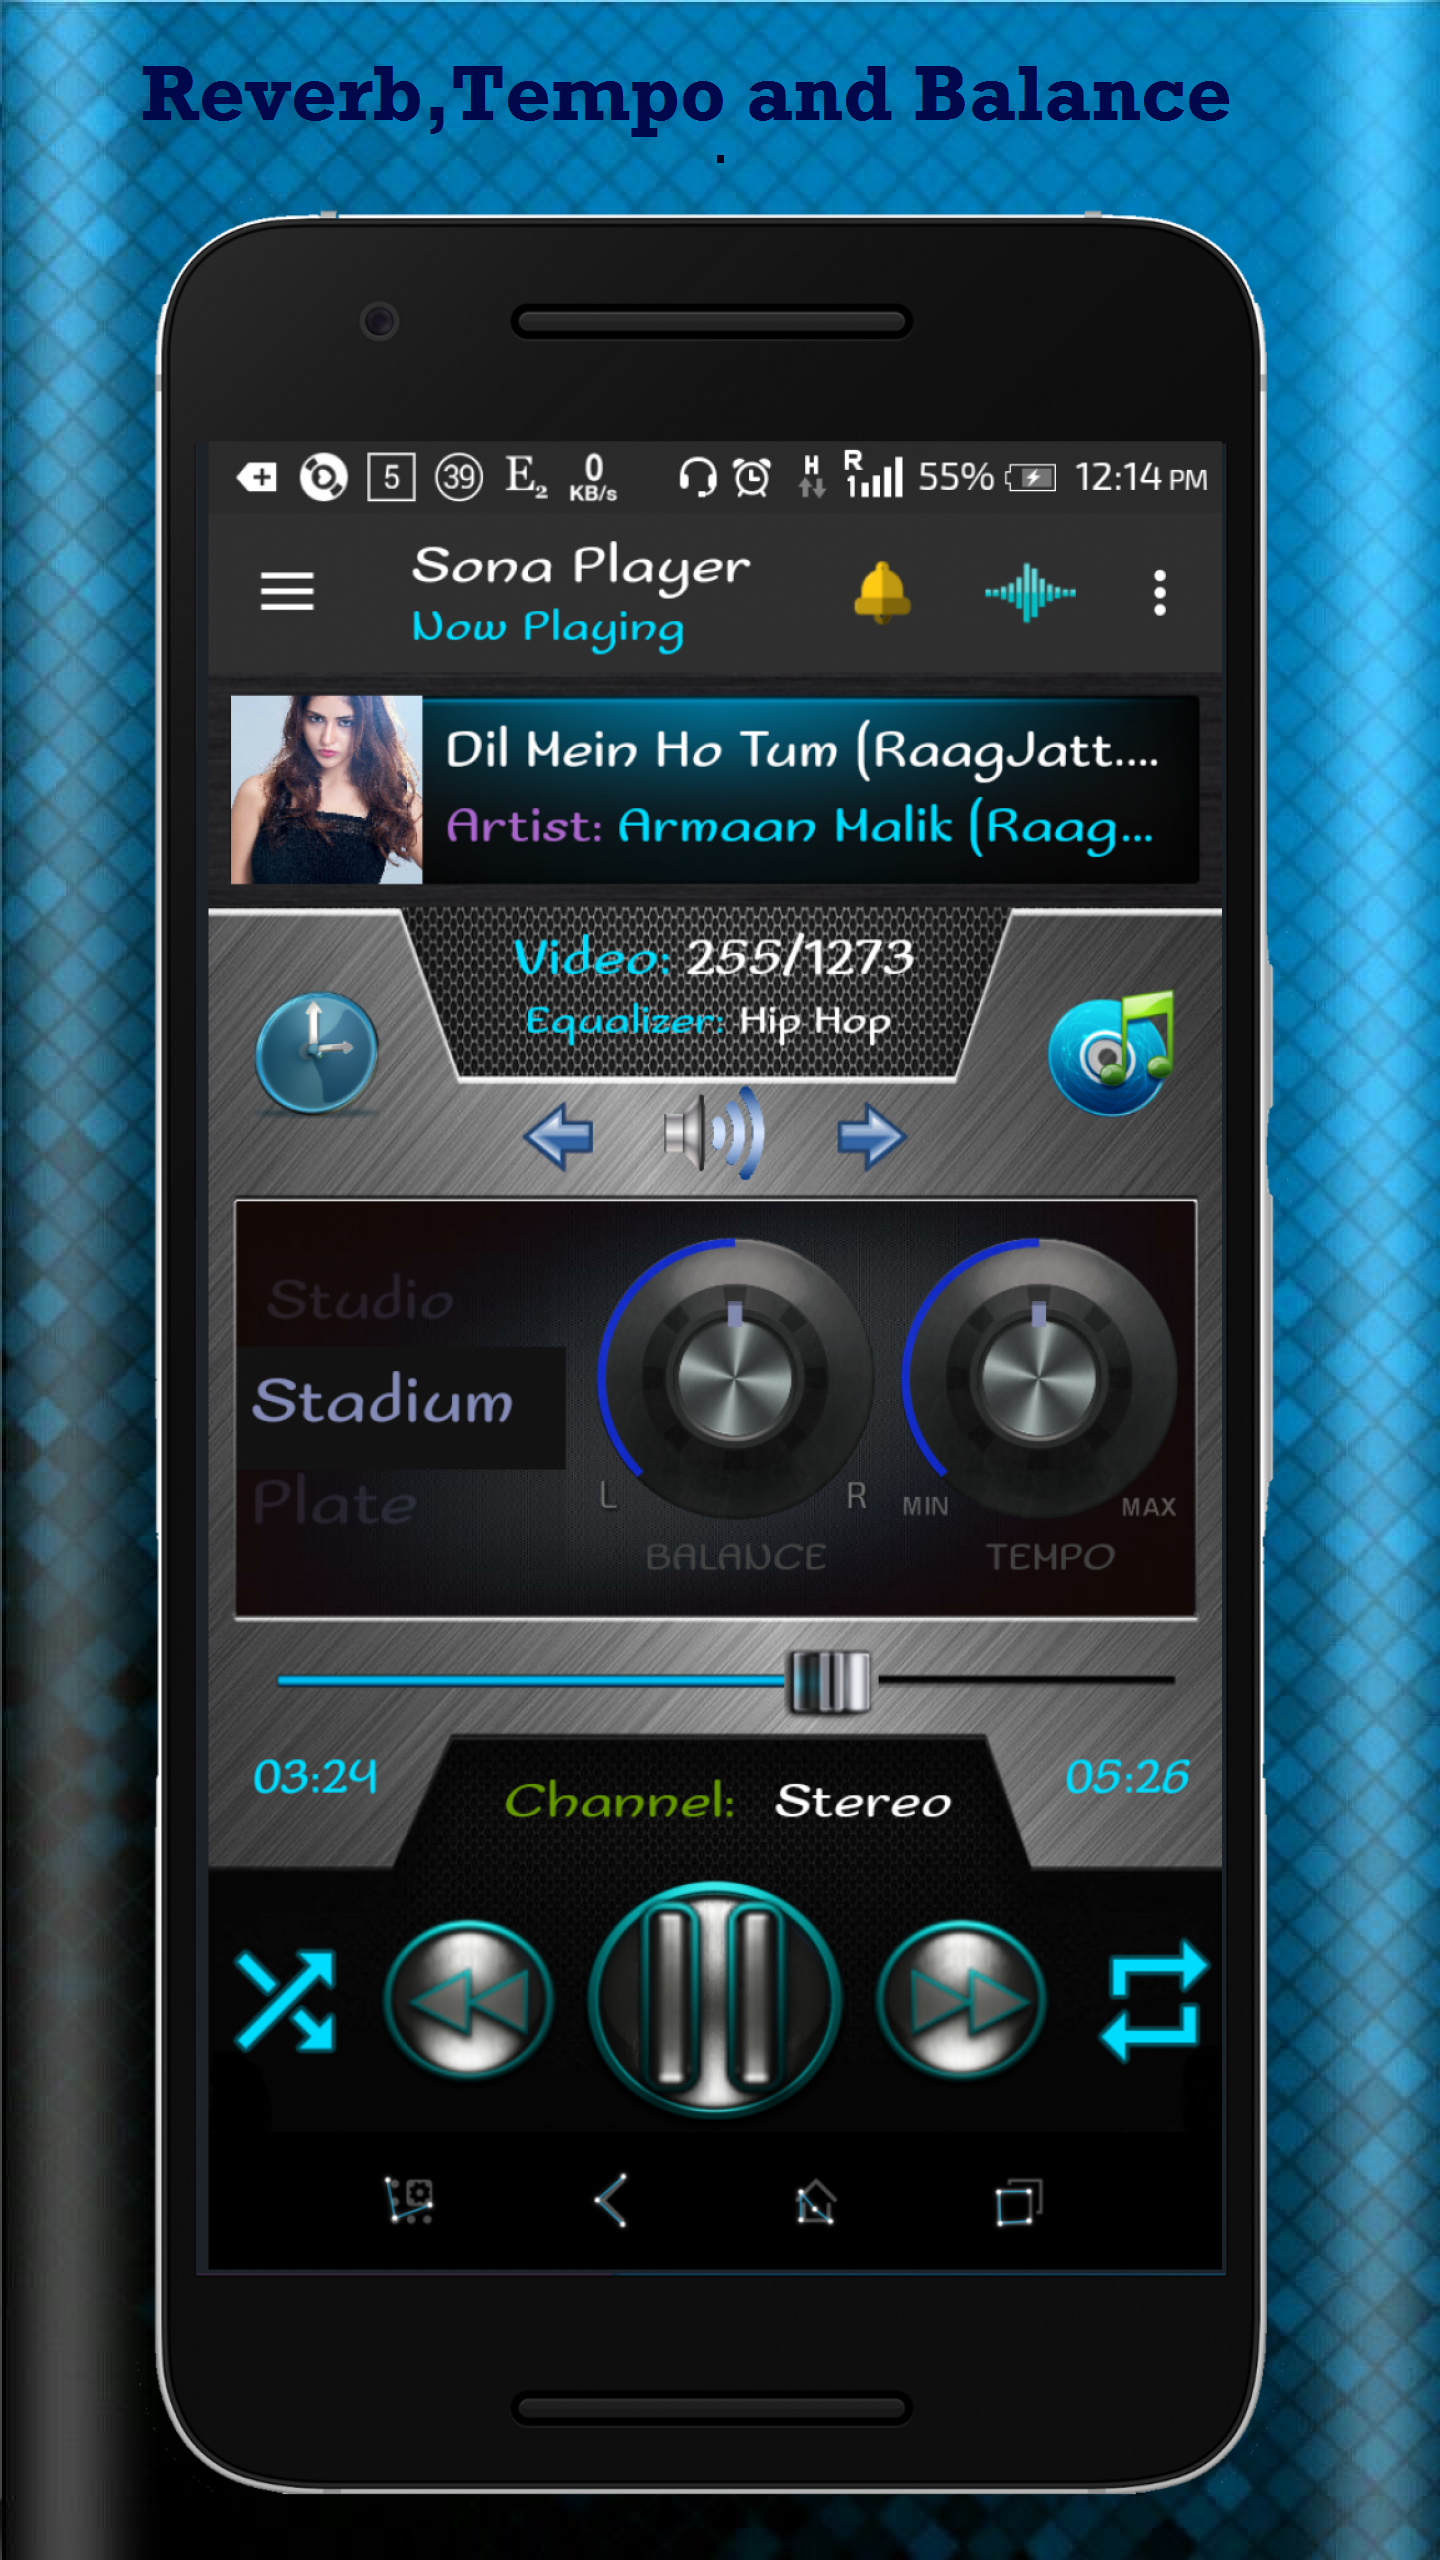 Reverb,Tempo and Balance
.
5 39 E2 0 KB/s H R 1 55% 12:14 PM
Sona Player
Now Playing
Dil Mein Ho Tum (RaagJatt....
Artist: Armaan Malik (Raag...
Video: 255/1273
Equalizer: Hip Hop
Studio
Stadium
Plate
L R MIN MAX
BALANCE TEMPO
03:24 05:26
Channel: Stereo